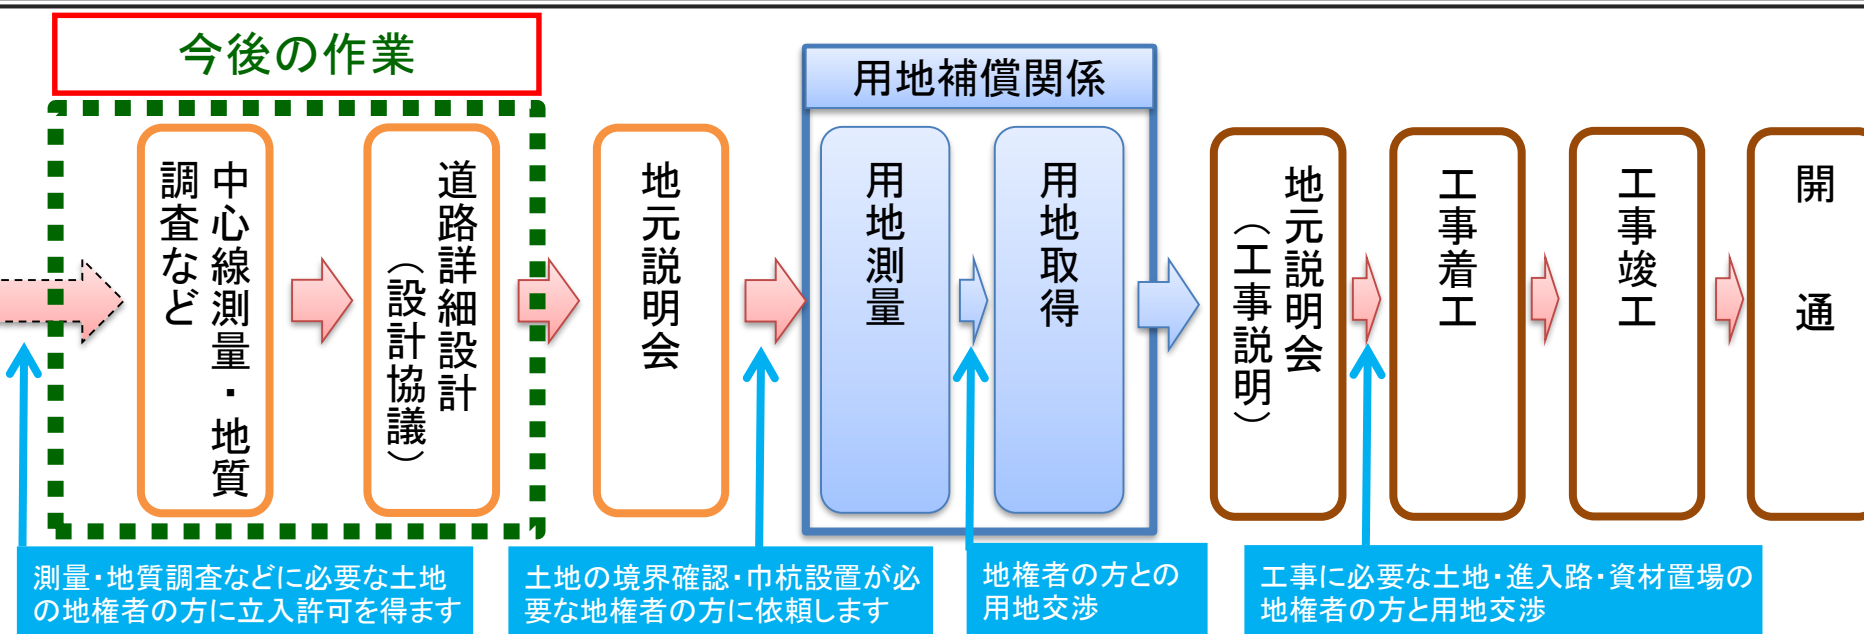 今後の作業
中心線測量・地質
調査など
道路詳細設計
（設計協議）
地元説明会
用地補償関係
用地測量
用地取得
地元説明会
（工事説明）
工事着工
工事竣工
開通
測量・地質調査などに必要な土地
の地権者の方に立入許可を得ます
土地の境界確認・巾杭設置が必
要な地権者の方に依頼します
地権者の方との
用地交渉
工事に必要な土地・進入路・資材置場の
地権者の方と用地交渉